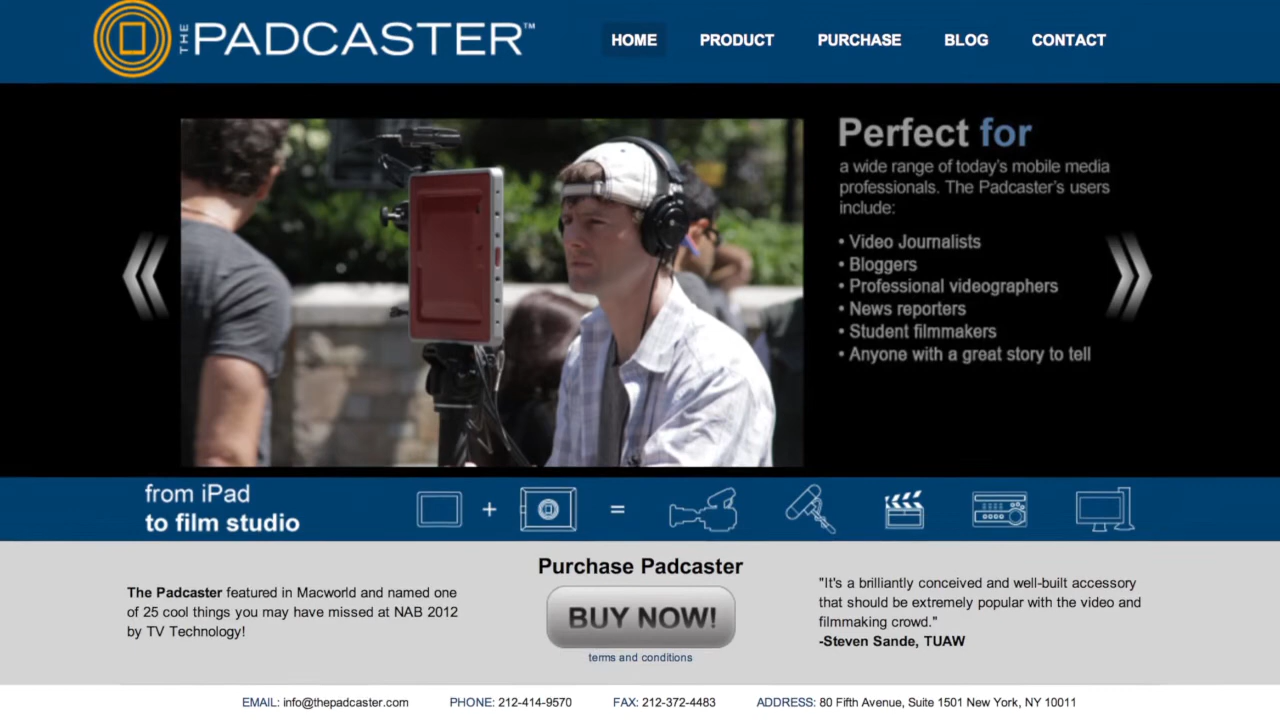 THE PADCASTER™
HOME PRODUCT PURCHASE BLOG CONTACT
Perfect for
a wide range of today's mobile media
professionals. The Padcaster's users
include:
• Video Journalists
• Bloggers
• Professional videographers
• News reporters
• Student filmmakers
• Anyone with a great story to tell
from iPad
to film studio
+ =
The Padcaster featured in Macworld and named one
of 25 cool things you may have missed at NAB 2012
by TV Technology!
Purchase Padcaster
BUY NOW!
terms and conditions
"It's a brilliantly conceived and well-built accessory
that should be extremely popular with the video and
filmmaking crowd."
-Steven Sande, TUAW
EMAIL: info@thepadcaster.com PHONE: 212-414-9570 FAX: 212-372-4483 ADDRESS: 80 Fifth Avenue, Suite 1501 New York, NY 10011